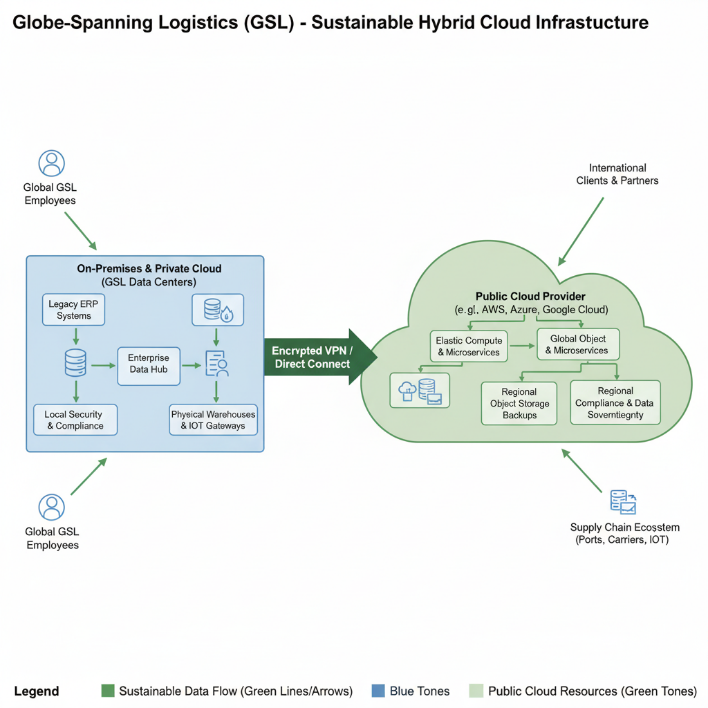 Globe-Spanning Logistics (GSL) - Sustainable Hybrid Cloud Infrastucture
Global GSL
Employees
International
Clients & Partners
On-Premises & Private Cloud
(GSL Data Centers)
Legacy ERP
Systems
Enterprise
Data Hub
Local Security
& Compliance
Physical Warehouses
& IOT Gateways
Encrypted VPN /
Direct Connect
Public Cloud Provider
(e.g!, AWS, Azure, Google Cloud)
Elastic Compute
& Microservices
Global Object
& Microservices
Regional
Object Storage
Backups
Regional
Compliance & Data
Sovemtiegnty
Global GSL
Employees
Supply Chain Ecosstem
(Ports, Carriers, IOT)
Legend
Sustainable Data Flow (Green Lines/Arrows)
Blue Tones
Public Cloud Resources (Green Tones)